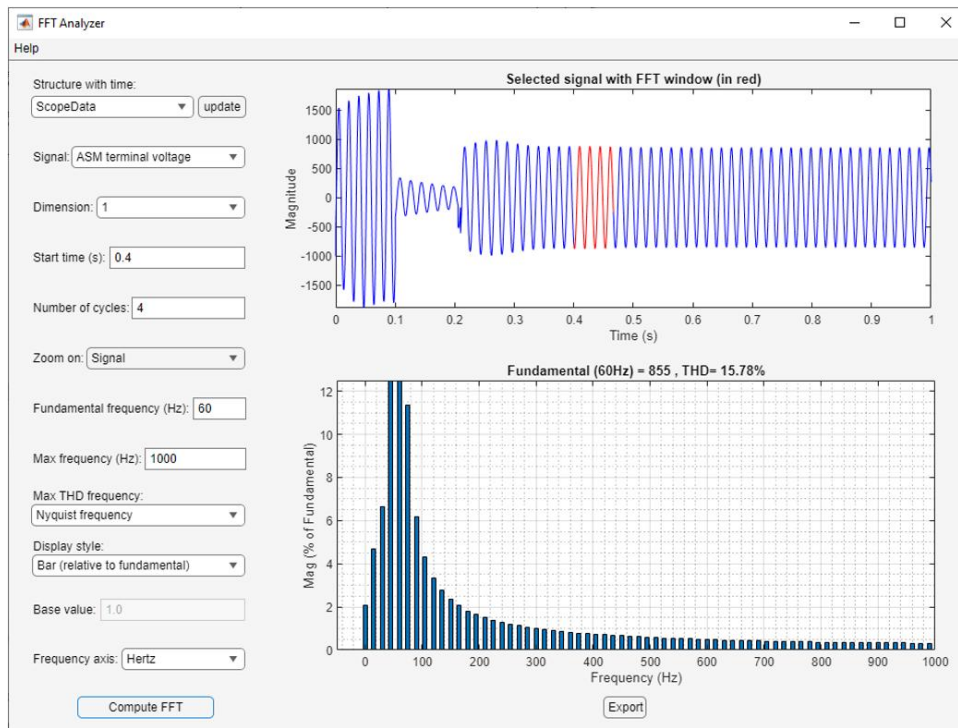 FFT Analyzer
Help
Structure with time:
ScopeData
update
Signal: ASM terminal voltage
Dimension: 1
Start time (s): 0.4
Number of cycles: 4
Zoom on: Signal
Fundamental frequency (Hz): 60
Max frequency (Hz): 1000
Max THD frequency:
Nyquist frequency
Display style:
Bar (relative to fundamental)
Base value: 1.0
Frequency axis: Hertz
Compute FFT
Selected signal with FFT window (in red)
1500
1000
500
0
-500
-1000
-1500
Magnitude
0 0.1 0.2 0.3 0.4 0.5 0.6 0.7 0.8 0.9 1
Time (s)
Fundamental (60Hz) = 855 , THD= 15.78%
12
10
8
6
4
2
0
Mag (% of Fundamental)
0 100 200 300 400 500 600 700 800 900 1000
Frequency (Hz)
Export